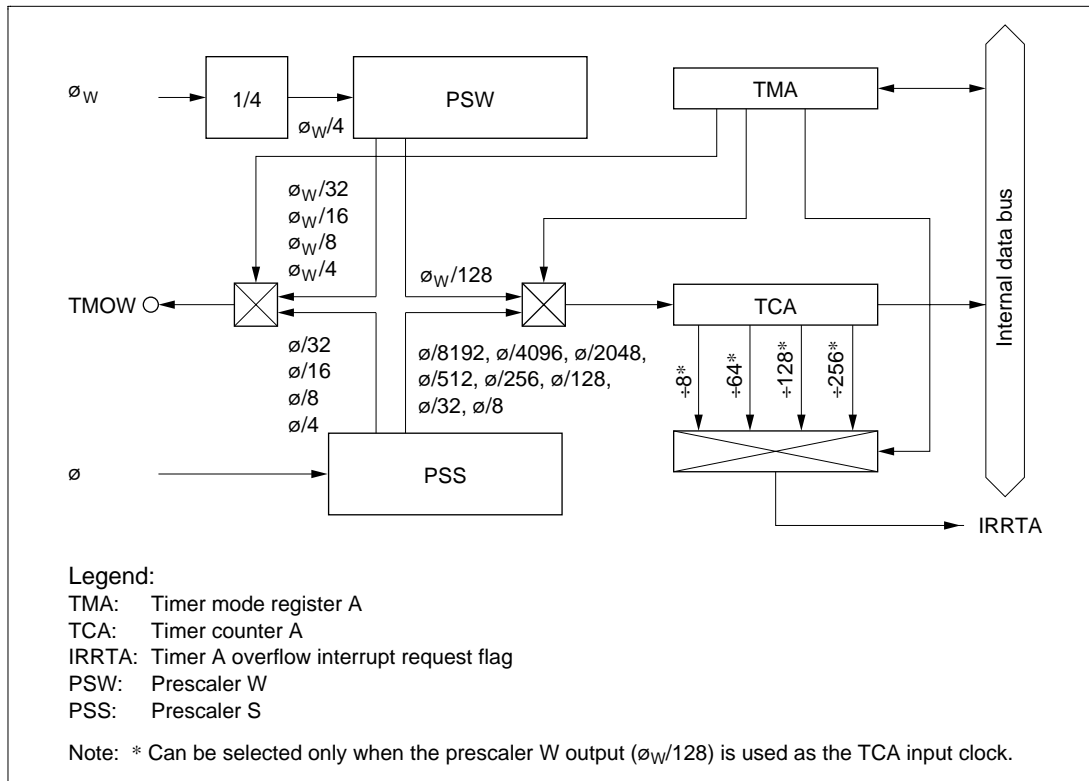 øW
1/4
PSW
TMA
øW/4
øW/32
øW/16
øW/8
øW/4
øW/128
TMOW
TCA
Internal data bus
ø/32
ø/16
ø/8
ø/4
ø/8192, ø/4096, ø/2048,
ø/512, ø/256, ø/128,
ø/32, ø/8
÷8*
÷64*
÷128*
÷256*
ø
PSS
IRRTA
Legend:
TMA: Timer mode register A
TCA: Timer counter A
IRRTA: Timer A overflow interrupt request flag
PSW: Prescaler W
PSS: Prescaler S
Note: * Can be selected only when the prescaler W output (øW/128) is used as the TCA input clock.